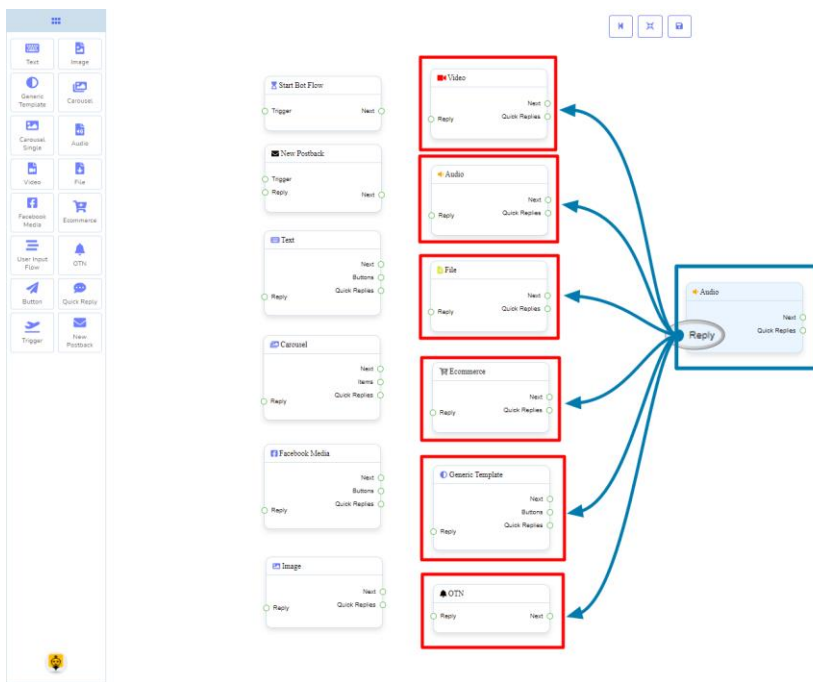 Text
Image
Generic
Template
Carousel
Carousel
Single
Audio
Video
File
Facebook
Media
Ecommerce
User Input
Flow
OTN
Button
Quick Reply
Trigger
New
Postback
Start Bot Flow
Trigger Next
New Postback
Trigger
Reply Next
Text
Next
Buttons
Quick Replies
Reply
Carousel
Next
Items
Quick Replies
Reply
Facebook Media
Next
Buttons
Quick Replies
Reply
Image
Next
Reply Quick Replies
Video
Next
Quick Replies
Reply
Audio
Next
Quick Replies
Reply
File
Next
Quick Replies
Reply
Ecommerce
Next
Quick Replies
Reply
Generic Template
Next
Buttons
Quick Replies
Reply
OTN
Reply Next
Audio
Next
Quick Replies
Reply